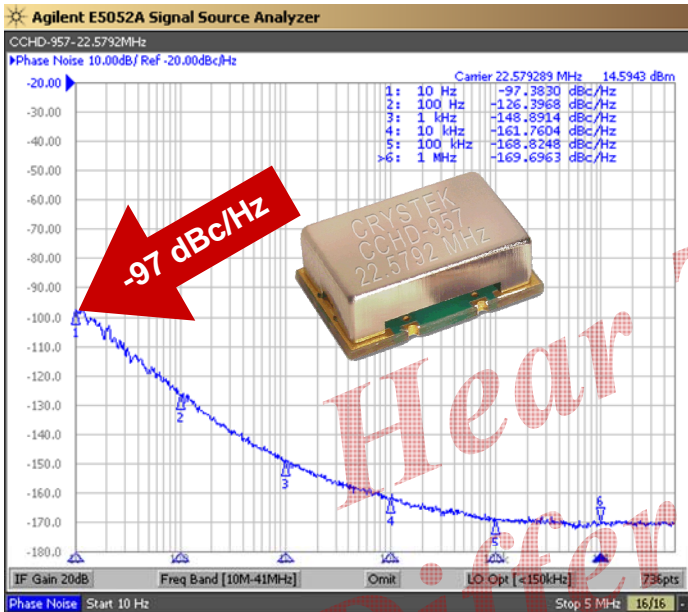 Agilent E5052A Signal Source Analyzer
CCHD-957-22.5792MHz
▶Phase Noise 10.00dB/ Ref -20.00dBc/Hz
Carrier 22.579289 MHz 14.5943 dBm
1: 10 Hz -97.3830 dBc/Hz
2: 100 Hz -126.3968 dBc/Hz
3: 1 kHz -148.8914 dBc/Hz
4: 10 kHz -161.7604 dBc/Hz
5: 100 kHz -168.8248 dBc/Hz
>6: 1 MHz -169.6963 dBc/Hz
-20.00
-30.00
-40.00
-50.00
-60.00
-70.00
-80.00
-90.00
-100.0
-110.0
-120.0
-130.0
-140.0
-150.0
-160.0
-170.0
-180.0
-97 dBc/Hz
CRYSTEK
CCHD-957
22.5792 MHz
Hear
Differ
1
2
3
4
5
6
IF Gain 20dB
Freq Band [10M-41MHz]
Omit
LO Opt [<150kHz]
736pts
Phase Noise Start 10 Hz
Stop 5 MHz 16/16